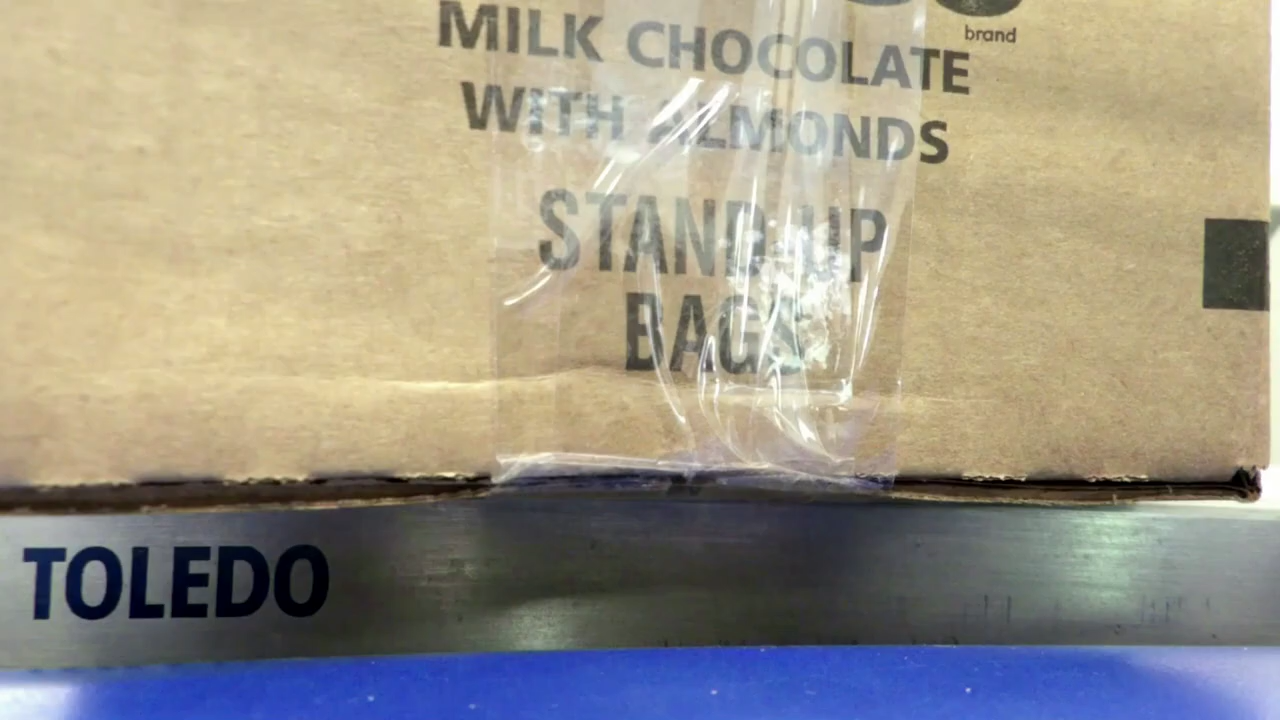 brand
MILK CHOCOLATE
WITH ALMONDS
STAND UP
BAGS
TOLEDO